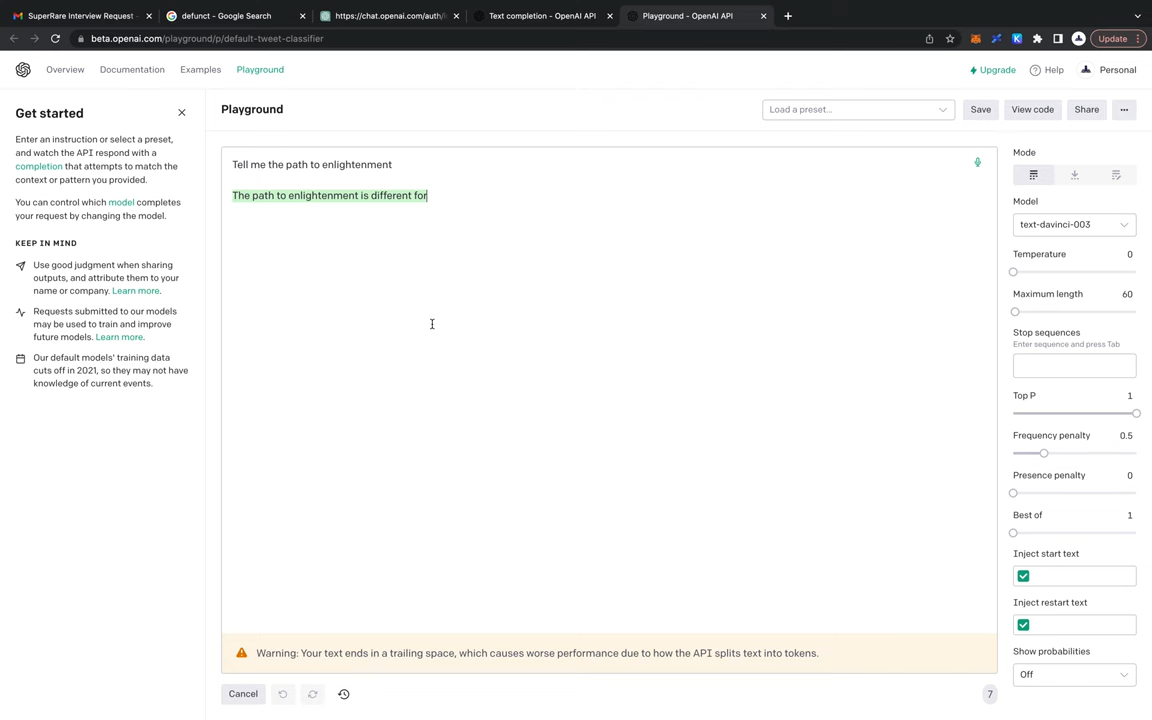 SuperRare Interview Request
defunct - Google Search
https://chat.openai.com/auth/l
Text completion - OpenAI API
Playground - OpenAI API
beta.openai.com/playground/p/default-tweet-classifier
Update
Overview
Documentation
Examples
Playground
Upgrade
Help
Personal
Get started
Enter an instruction or select a preset,
and watch the API respond with a
completion that attempts to match the
context or pattern you provided.
You can control which model completes
your request by changing the model.
KEEP IN MIND
Use good judgment when sharing
outputs, and attribute them to your
name or company. Learn more.
Requests submitted to our models
may be used to train and improve
future models. Learn more.
Our default models' training data
cuts off in 2021, so they may not have
knowledge of current events.
Playground
Load a preset...
Save
View code
Share
Tell me the path to enlightenment
The path to enlightenment is different for
Warning: Your text ends in a trailing space, which causes worse performance due to how the API splits text into tokens.
Cancel
7
Mode
Model
text-davinci-003
Temperature 0
Maximum length 60
Stop sequences
Enter sequence and press Tab
Top P 1
Frequency penalty 0.5
Presence penalty 0
Best of 1
Inject start text
Inject restart text
Show probabilities
Off